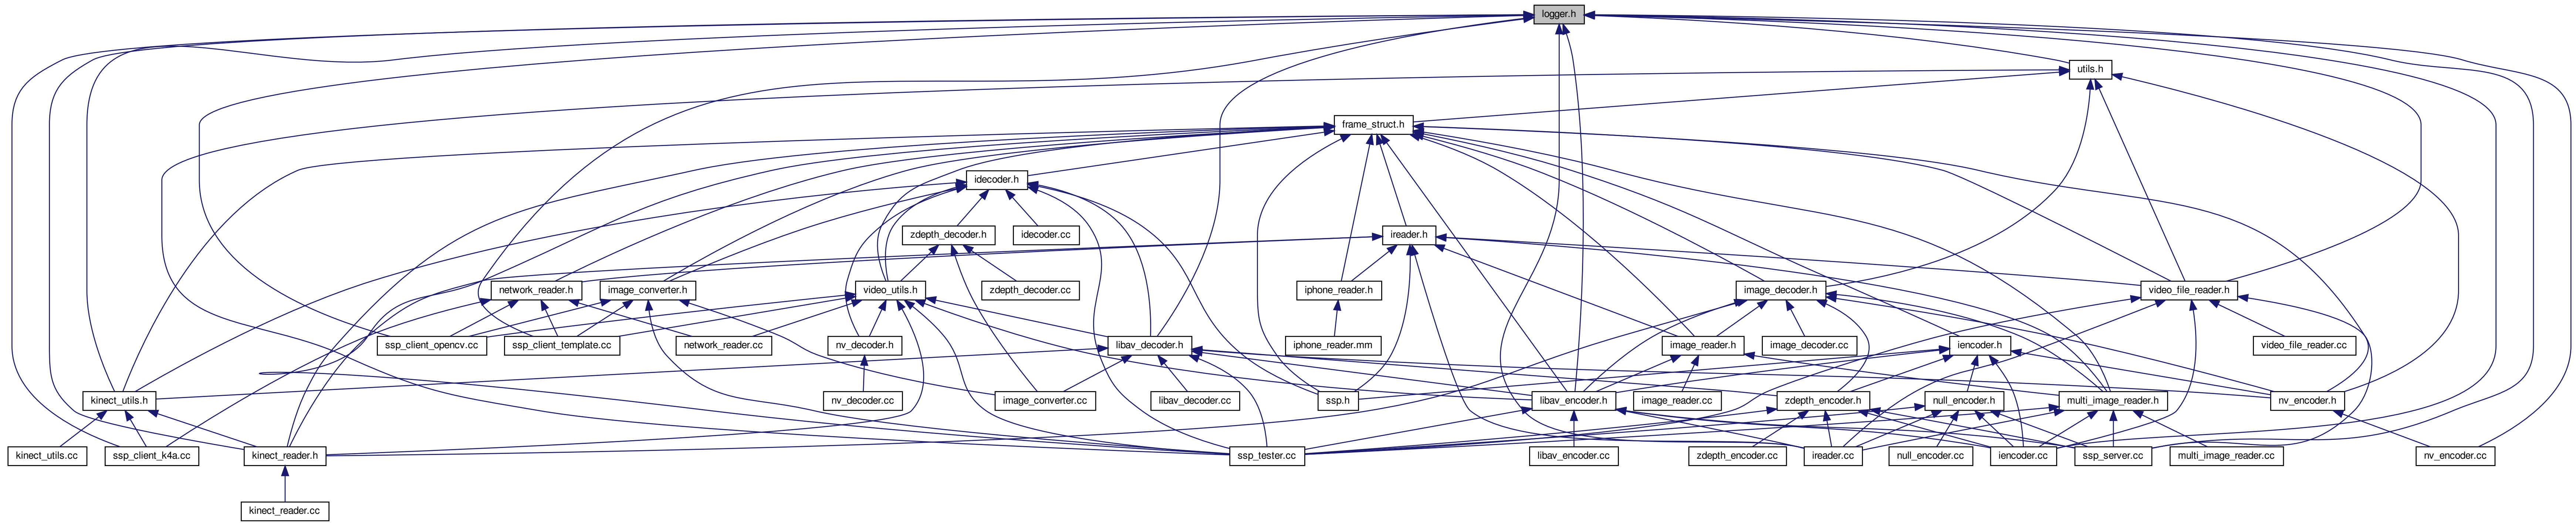 logger.h
utils.h
frame_struct.h
idecoder.h
zdepth_decoder.h
idecoder.cc
ireader.h
network_reader.h
image_converter.h
video_utils.h
zdepth_decoder.cc
iphone_reader.h
image_decoder.h
video_file_reader.h
ssp_client_opencv.cc
ssp_client_template.cc
network_reader.cc
nv_decoder.h
libav_decoder.h
iphone_reader.mm
image_reader.h
image_decoder.cc
iencoder.h
video_file_reader.cc
kinect_utils.h
nv_decoder.cc
image_converter.cc
libav_decoder.cc
ssp.h
libav_encoder.h
image_reader.cc
zdepth_encoder.h
null_encoder.h
multi_image_reader.h
nv_encoder.h
kinect_utils.cc
ssp_client_k4a.cc
kinect_reader.h
ssp_tester.cc
libav_encoder.cc
zdepth_encoder.cc
ireader.cc
null_encoder.cc
iencoder.cc
ssp_server.cc
multi_image_reader.cc
nv_encoder.cc
kinect_reader.cc